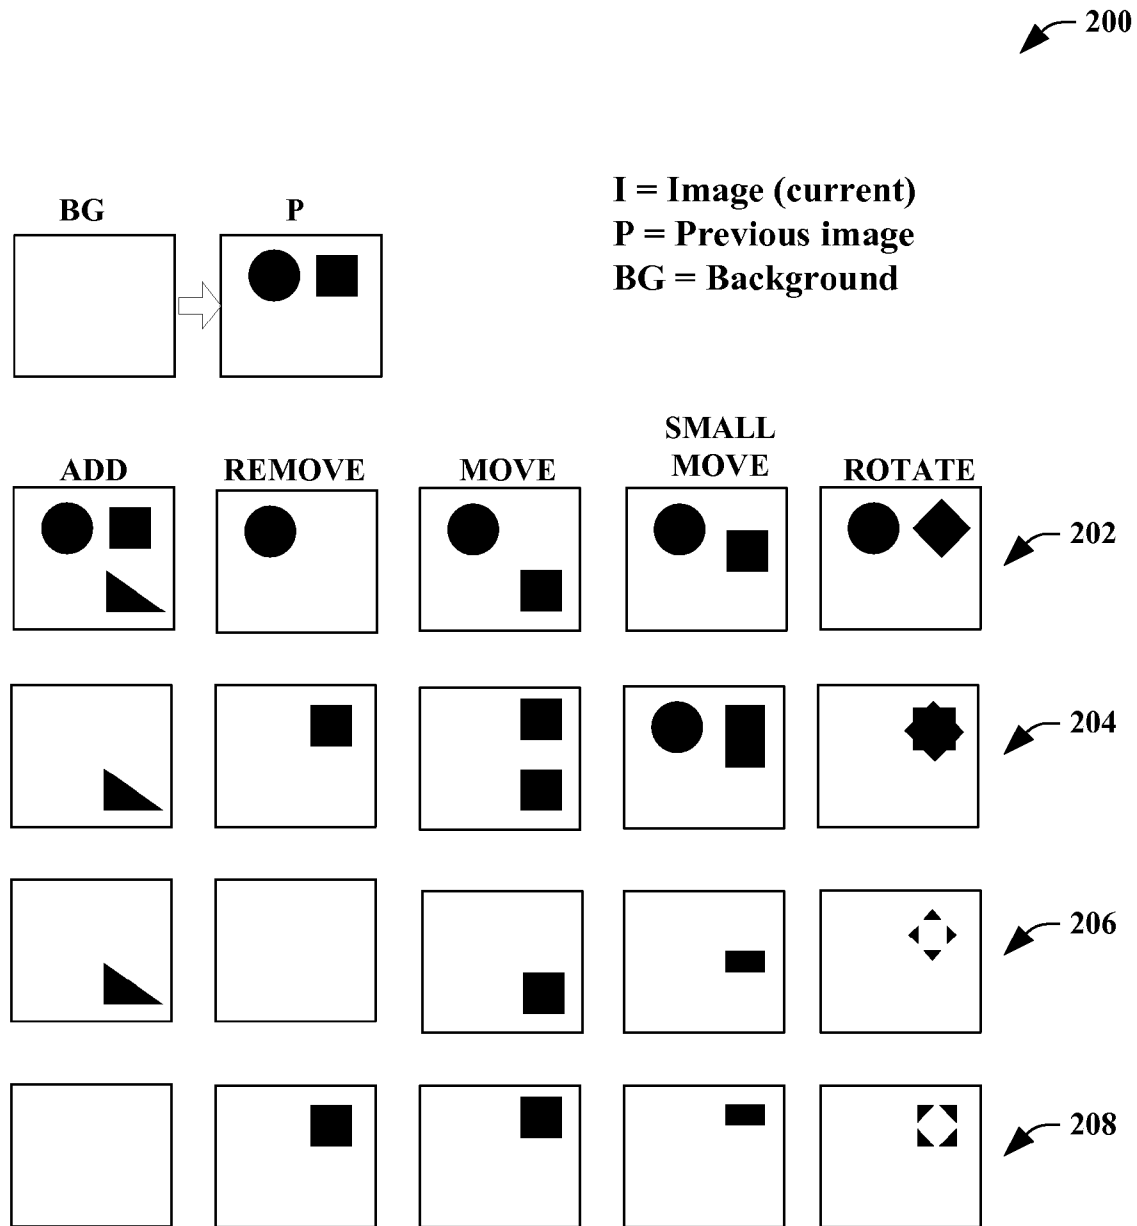 200
BG
P
I = Image (current)
P = Previous image
BG = Background
ADD
REMOVE
MOVE
SMALL
MOVE
ROTATE
202
204
206
208